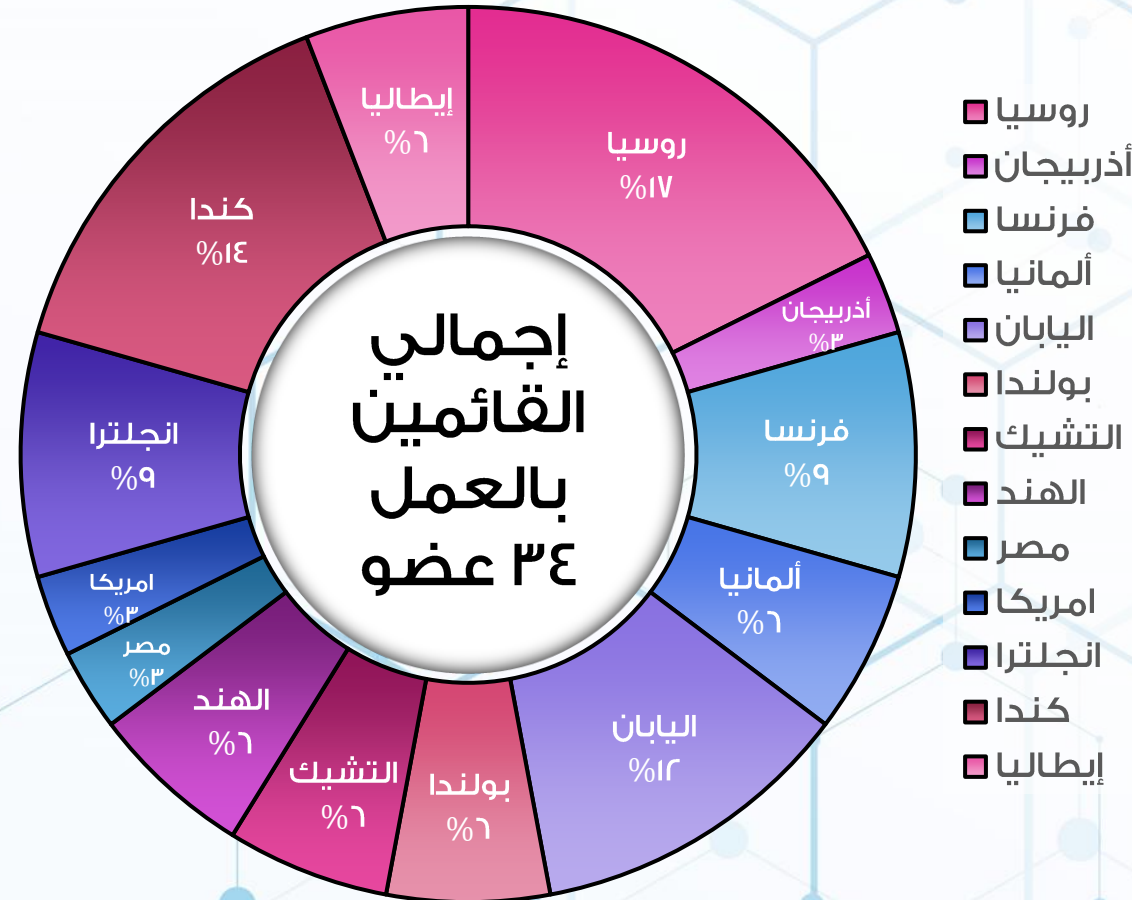 إيطاليا
%٦
روسيا
%١٧
أذربيجان
%٣
فرنسا
%٩
ألمانيا
%٦
اليابان
%١٢
بولندا
%٦
التشيك
%٦
الهند
%٦
مصر
%٣
امريكا
%٣
انجلترا
%٩
كندا
%١٤
إجمالي
القائمين
بالعمل
٣٤ عضو
روسيا
أذربيجان
فرنسا
ألمانيا
اليابان
بولندا
التشيك
الهند
مصر
امريكا
انجلترا
كندا
إيطاليا